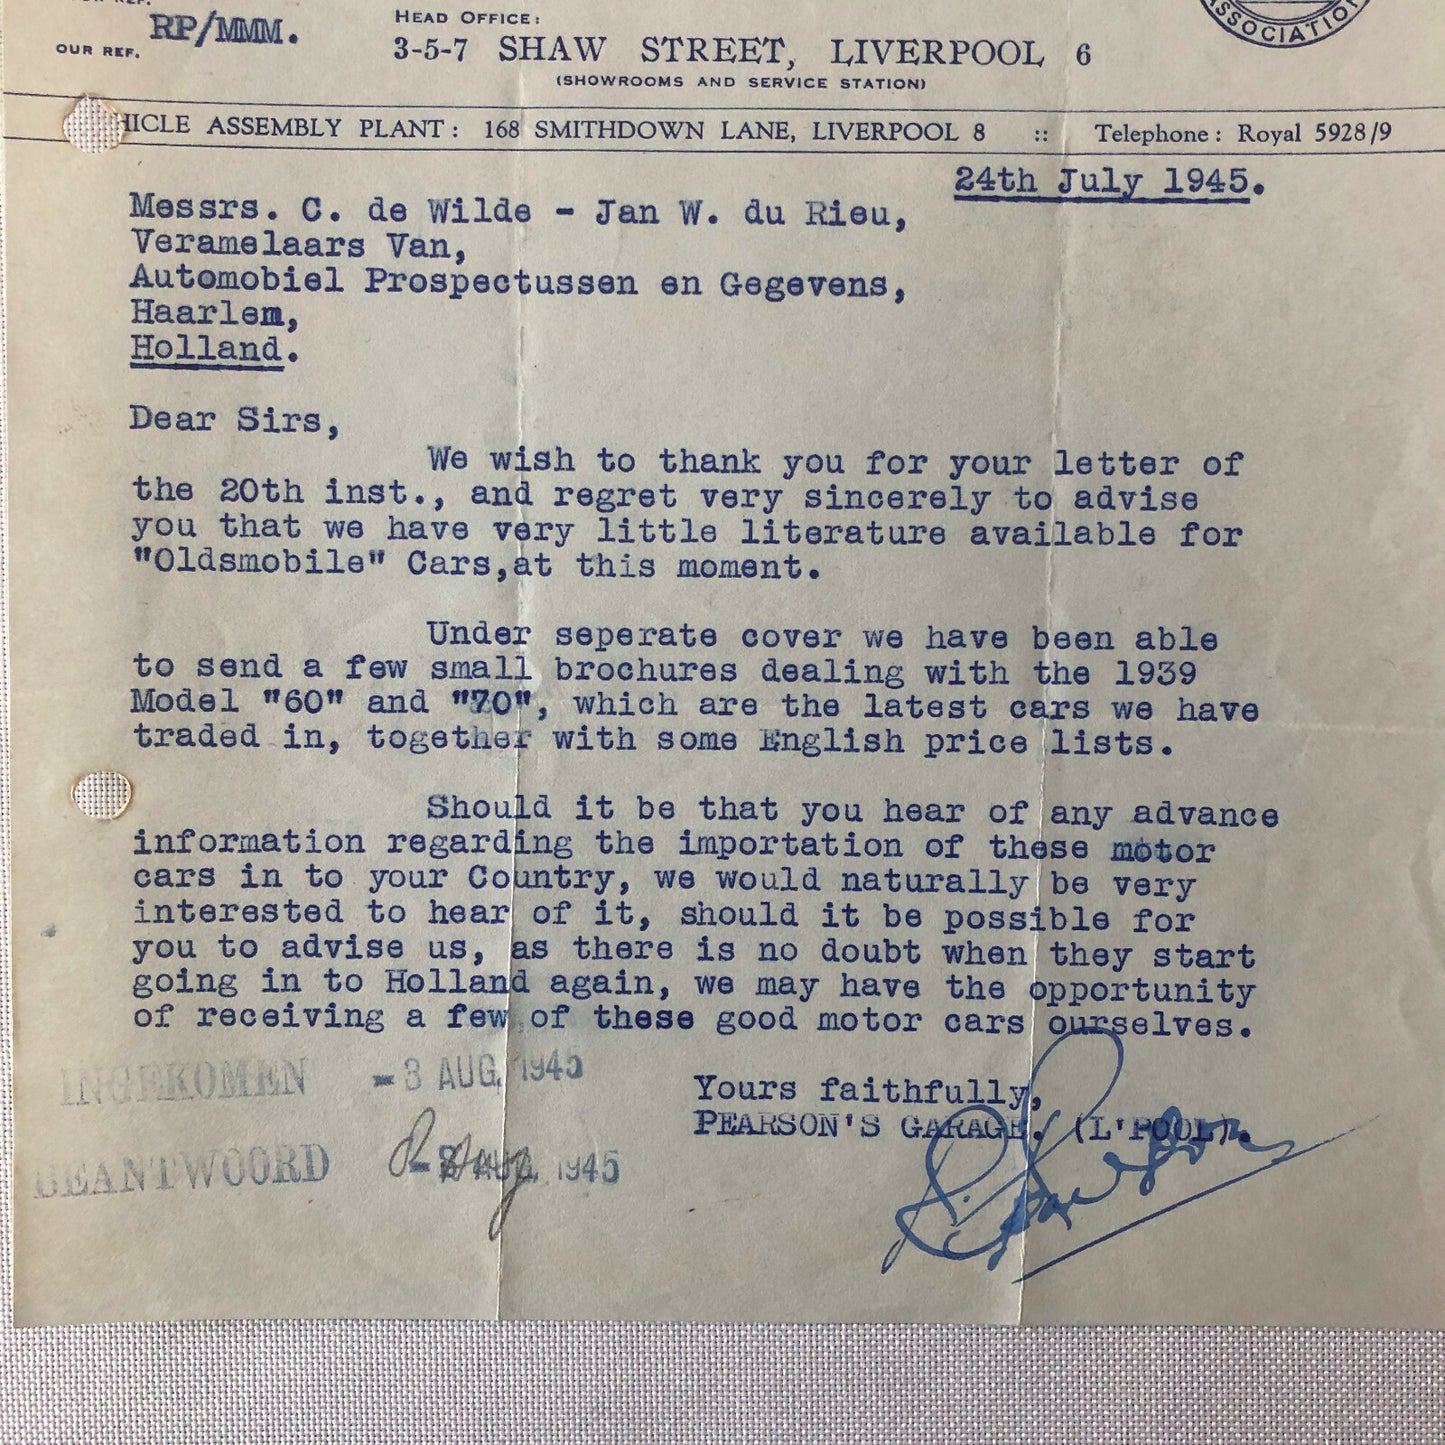 RP/MMM.
OUR REF.
HEAD OFFICE:
3-5-7 SHAW STREET, LIVERPOOL 6
(SHOWROOMS AND SERVICE STATION)
ASSOCIATION
HICLE ASSEMBLY PLANT: 168 SMITHDOWN LANE, LIVERPOOL 8 :: Telephone: Royal 5928/9
24th July 1945.
Messrs. C. de Wilde - Jan W. du Rieu,
Veramelaars Van,
Automobiel Prospectussen en Gegevens,
Haarlem,
Holland.
Dear Sirs,
We wish to thank you for your letter of
the 20th inst., and regret very sincerely to advise
you that we have very little literature available for
"Oldsmobile" Cars,at this moment.
Under seperate cover we have been able
to send a few small brochures dealing with the 1939
Model "60" and "70", which are the latest cars we have
traded in, together with some English price lists.
Should it be that you hear of any advance
information regarding the importation of these motor
cars in to your Country, we would naturally be very
interested to hear of it, should it be possible for
you to advise us, as there is no doubt when they start
going in to Holland again, we may have the opportunity
of receiving a few of these good motor cars ourselves.
INGEKOMEN -3 AUG. 1945
Yours faithfully,
PEARSON'S GARAGE. (L'POOL).
BEANTWOORD AUG. 1945
R. Pearson